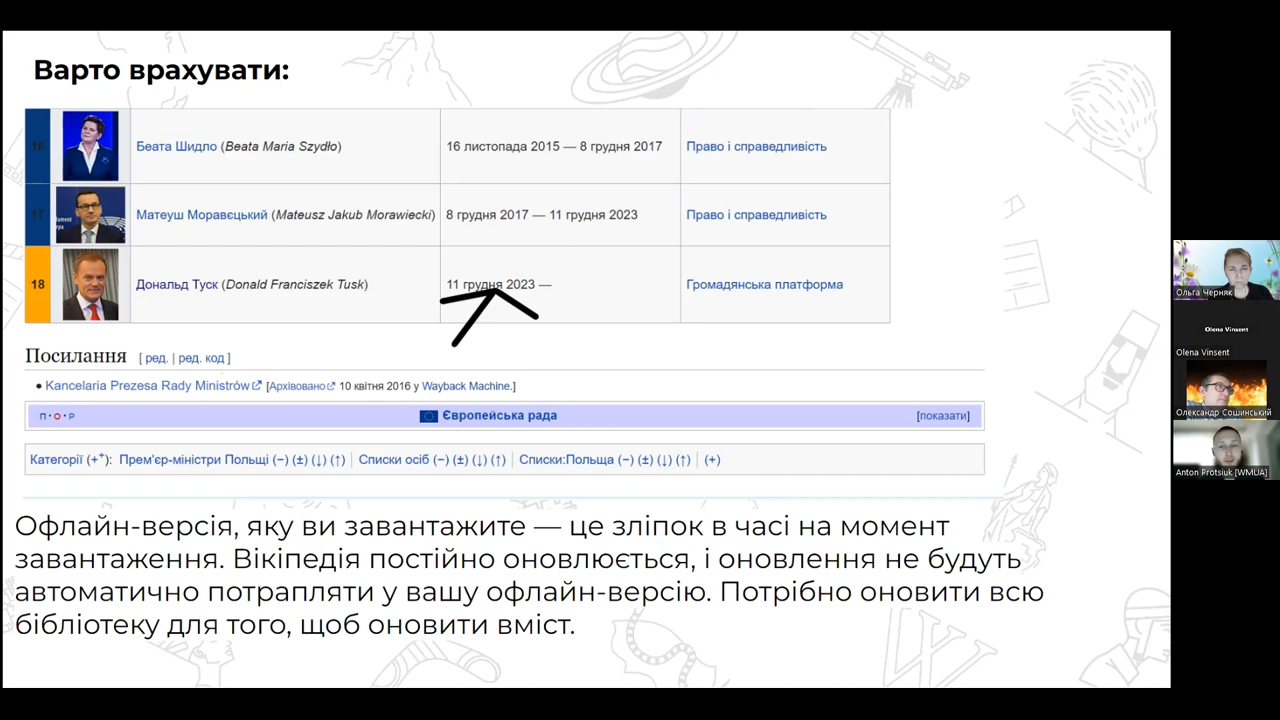 Варто врахувати:
16 Беата Шидло (Beata Maria Szydło) 16 листопада 2015 — 8 грудня 2017 Право і справедливість
17 Матеуш Моравєцький (Mateusz Jakub Morawiecki) 8 грудня 2017 — 11 грудня 2023 Право і справедливість
18 Дональд Туск (Donald Franciszek Tusk) 11 грудня 2023 — Громадянська платформа
Посилання [ ред. | ред. код ]
• Kancelaria Prezesa Rady Ministrów [Архівовано 10 квітня 2016 у Wayback Machine.]
П · О · Р Європейська рада [показати]
Категорії (+⁺): Прем'єр-міністри Польщі (−) (±) (↓) (↑) | Списки осіб (−) (±) (↓) (↑) | Списки:Польща (−) (±) (↓) (↑) | (+)
Офлайн-версія, яку ви завантажите — це зліпок в часі на момент
завантаження. Вікіпедія постійно оновлюється, і оновлення не будуть
автоматично потрапляти у вашу офлайн-версію. Потрібно оновити всю
бібліотеку для того, щоб оновити вміст.
Ольга Черняк
Olena Vinsent
Olena Vinsent
Олександр Сошинський
Anton Protsiuk [WMUA]